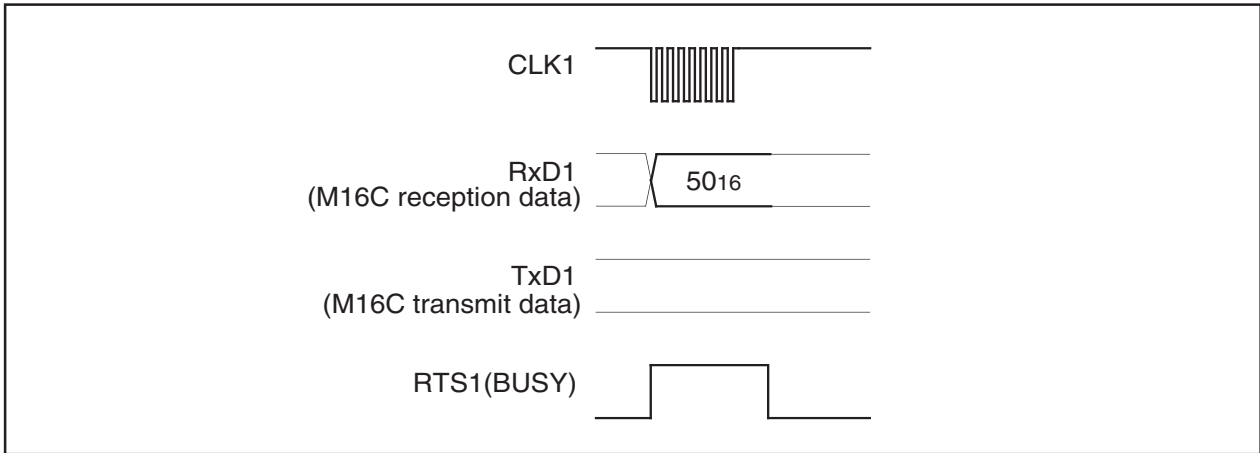 CLK1
RxD1
(M16C reception data)
5016
TxD1
(M16C transmit data)
RTS1(BUSY)